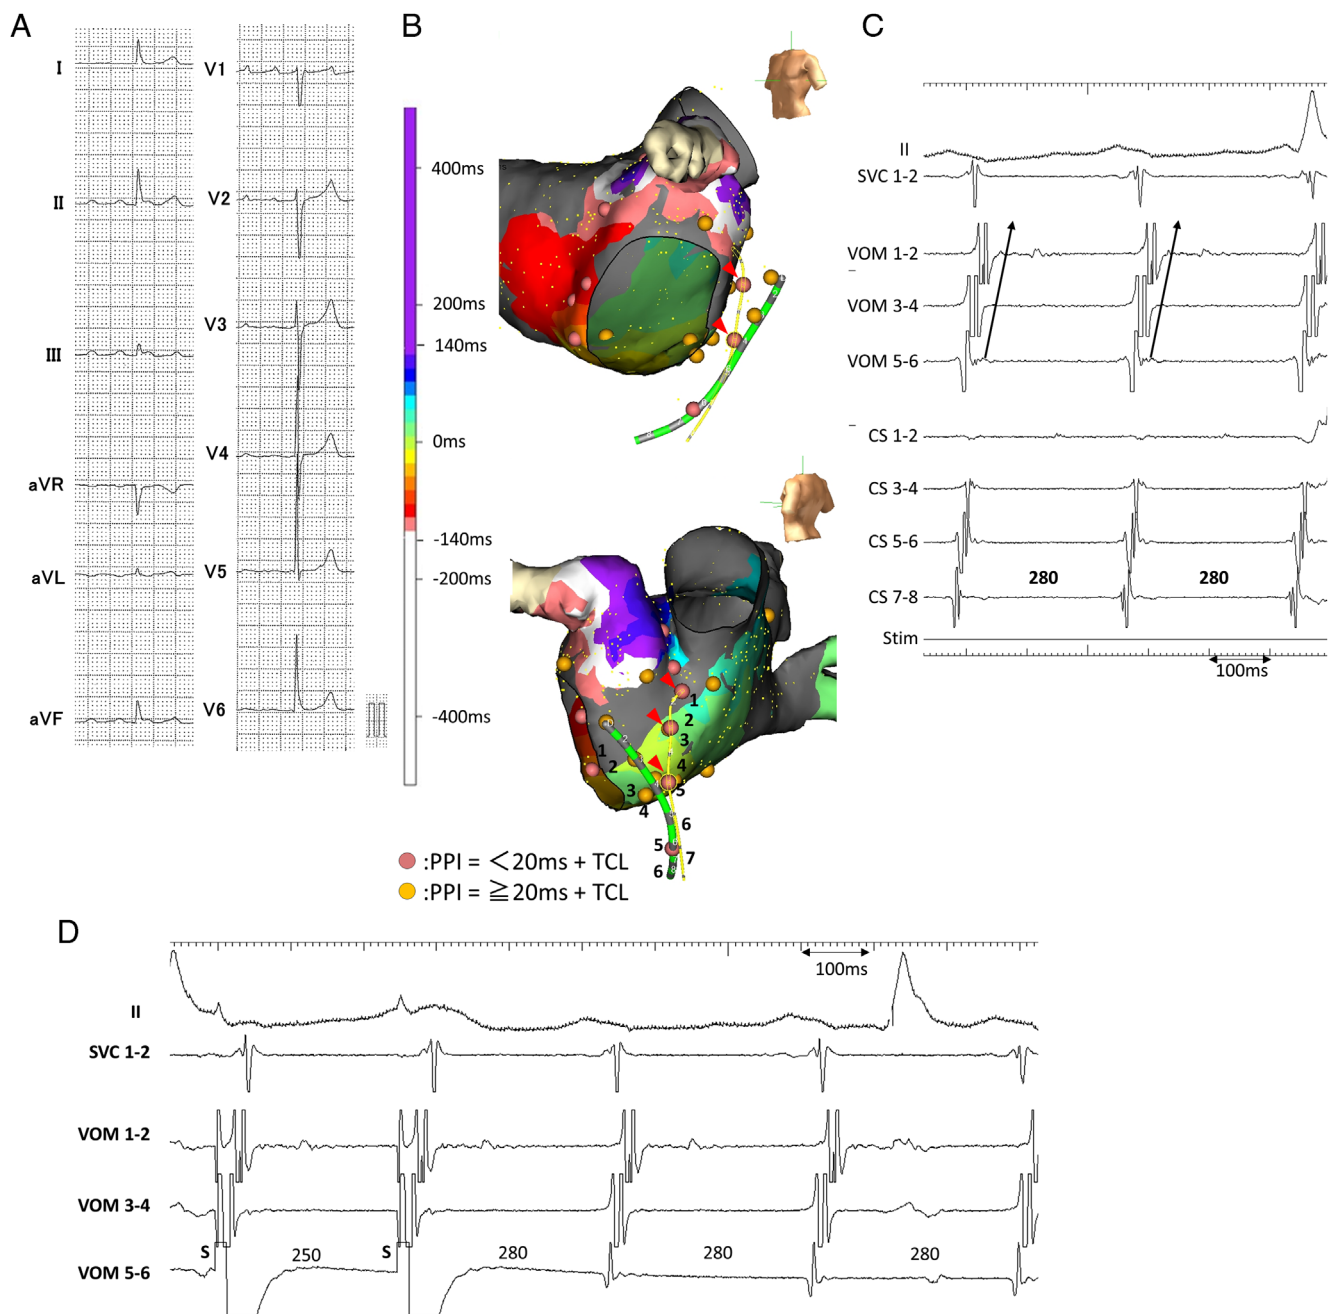 A
I
II
III
aVR
aVL
aVF
V1
V2
V3
V4
V5
V6
B
400ms
200ms
140ms
0ms
-140ms
-200ms
-400ms
1
2
3
4
5
6
7
1
2
3
4
5
6
:PPI = <20ms + TCL
:PPI = ≧20ms + TCL
C
II
SVC 1-2
VOM 1-2
VOM 3-4
VOM 5-6
CS 1-2
CS 3-4
CS 5-6
280 280
CS 7-8
Stim
100ms
D
100ms
II
SVC 1-2
VOM 1-2
VOM 3-4
S 250 S 280 280 280
VOM 5-6